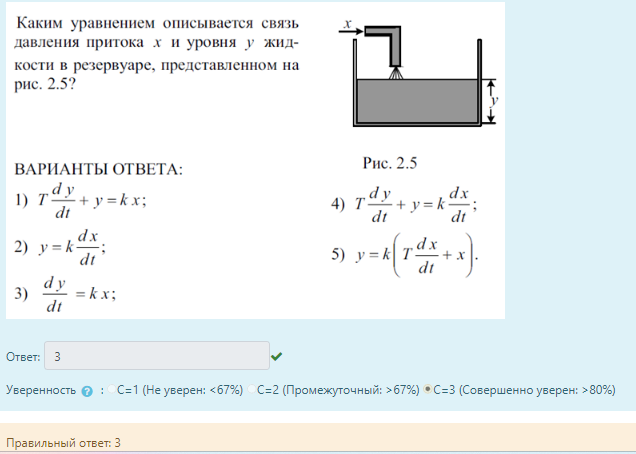 Каким уравнением описывается связь
давления притока x и уровня y жид-
кости в резервуаре, представленном на
рис. 2.5?
x
y
Рис. 2.5
ВАРИАНТЫ ОТВЕТА:
1) T dy/dt + y = k x;
2) y = k dx/dt;
3) dy/dt = k x;
4) T dy/dt + y = k dx/dt;
5) y = k(T dx/dt + x).
Ответ: 3
Уверенность ? : C=1 (Не уверен: <67%) C=2 (Промежуточный: >67%) C=3 (Совершенно уверен: >80%)
Правильный ответ: 3